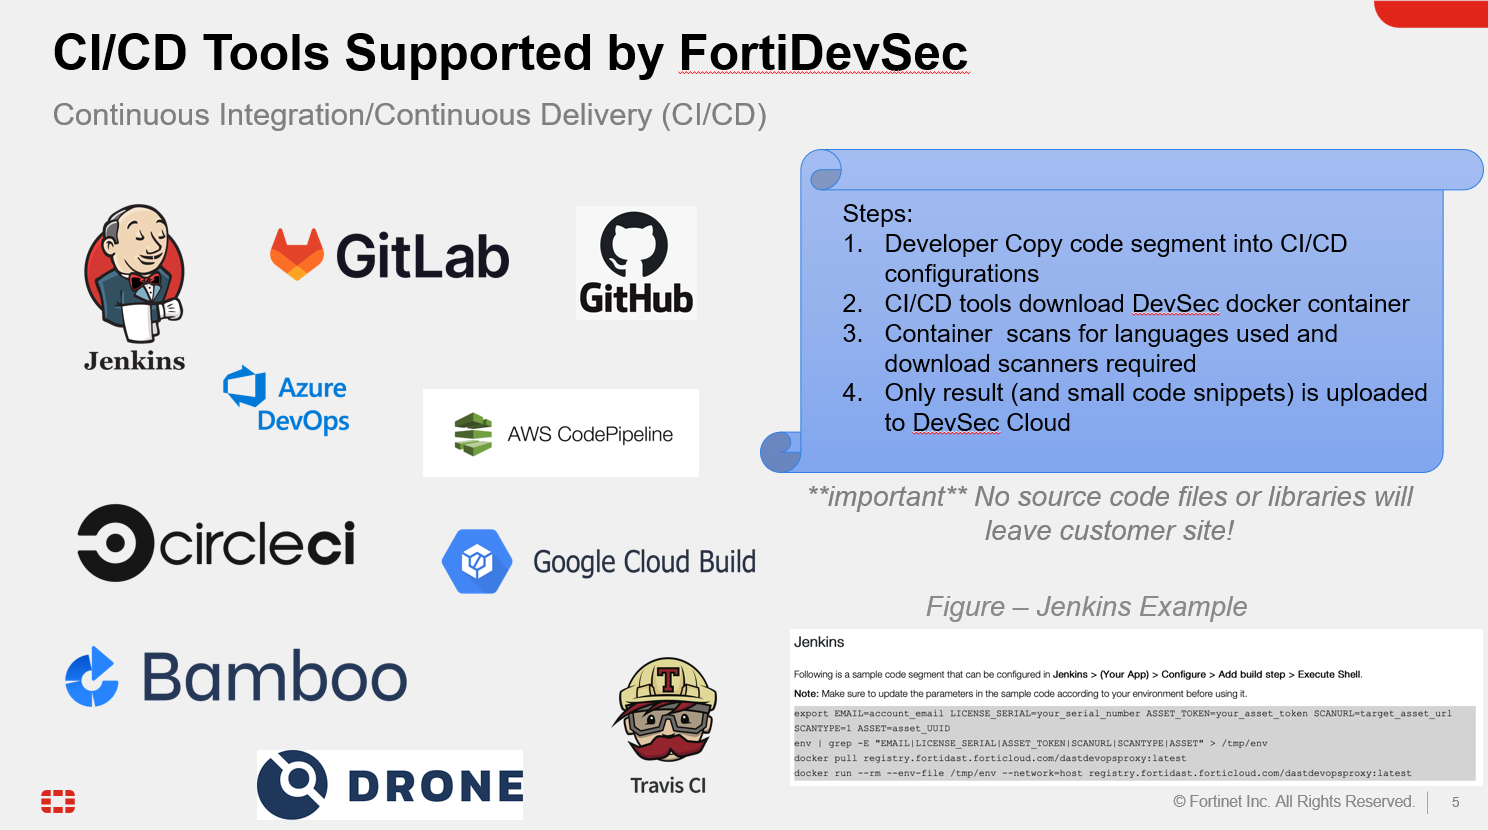 CI/CD Tools Supported by FortiDevSec
Continuous Integration/Continuous Delivery (CI/CD)
Jenkins
GitLab
GitHub
Azure
DevOps
AWS CodePipeline
circleci
Google Cloud Build
Bamboo
T
Travis CI
DRONE
Steps:
1. Developer Copy code segment into CI/CD
configurations
2. CI/CD tools download DevSec docker container
3. Container  scans for languages used and
download scanners required
4. Only result (and small code snippets) is uploaded
to DevSec Cloud
**important** No source code files or libraries will
leave customer site!
Figure – Jenkins Example
Jenkins
Following is a sample code segment that can be configured in Jenkins > (Your App) > Configure > Add build step > Execute Shell.
Note: Make sure to update the parameters in the sample code according to your environment before using it.
export EMAIL=account_email LICENSE_SERIAL=your_serial_number ASSET_TOKEN=your_asset_token SCANURL=target_asset_url
SCANTYPE=1 ASSET=asset_UUID
env | grep -E "EMAIL|LICENSE_SERIAL|ASSET_TOKEN|SCANURL|SCANTYPE|ASSET" > /tmp/env
docker pull registry.fortidast.forticloud.com/dastdevopsproxy:latest
docker run --rm --env-file /tmp/env --network=host registry.fortidast.forticloud.com/dastdevopsproxy:latest
© Fortinet Inc. All Rights Reserved.
5